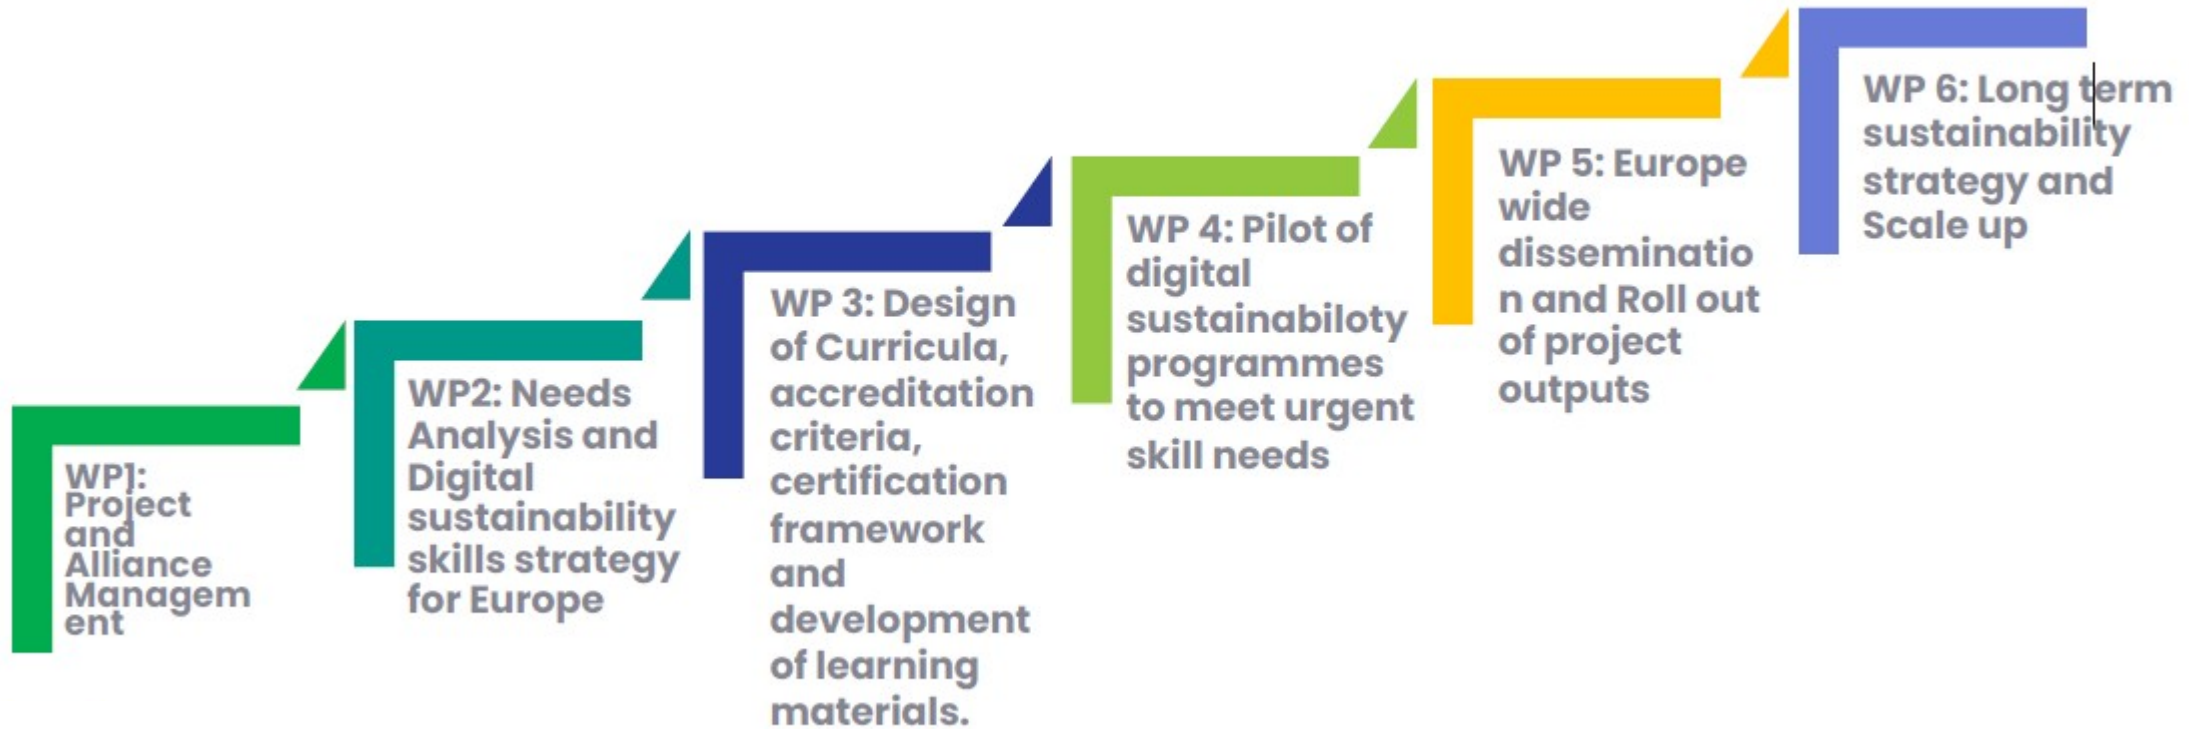 WP1:
Project
and
Alliance
Managem
ent
WP2: Needs
Analysis and
Digital
sustainability
skills strategy
for Europe
WP 3: Design
of Curricula,
accreditation
criteria,
certification
framework
and
development
of learning
materials.
WP 4: Pilot of
digital
sustainabiloty
programmes
to meet urgent
skill needs
WP 5: Europe
wide
disseminatio
n and Roll out
of project
outputs
WP 6: Long term
sustainability
strategy and
Scale up